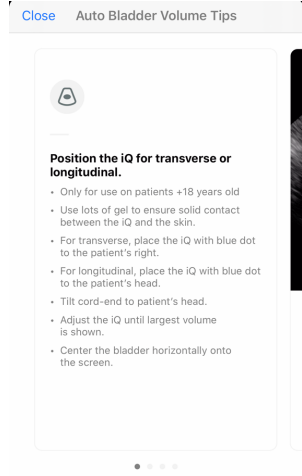 Close Auto Bladder Volume Tips
Position the iQ for transverse or
longitudinal.
• Only for use on patients +18 years old
• Use lots of gel to ensure solid contact
between the iQ and the skin.
• For transverse, place the iQ with blue dot
to the patient's right.
• For longitudinal, place the iQ with blue dot
to the patient's head.
• Tilt cord-end to patient's head.
• Adjust the iQ until largest volume
is shown.
• Center the bladder horizontally onto
the screen.